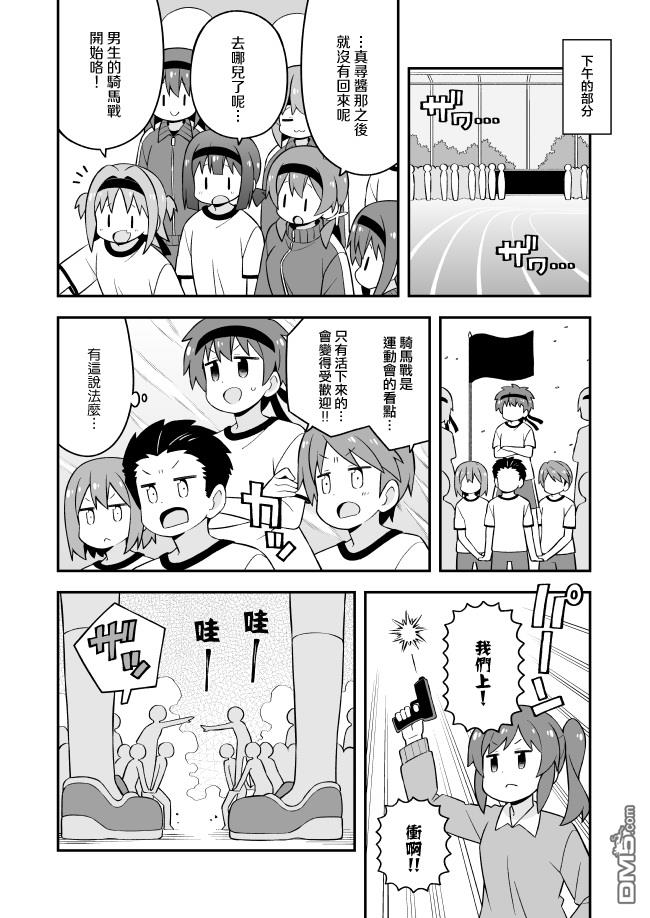 下午的部分
ザワ…
ザワ…
…真尋醬那之後
就沒有回來呢
去哪兒了呢…
男生的騎馬戰
開始咯！
騎馬戰是
運動會的看點…
只有活下來的…
會變得受歡迎!!
有這說法麼…
カッ
パーン
我們上！
衝啊!!
哇ー
哇ー
ザッ
DM5.com